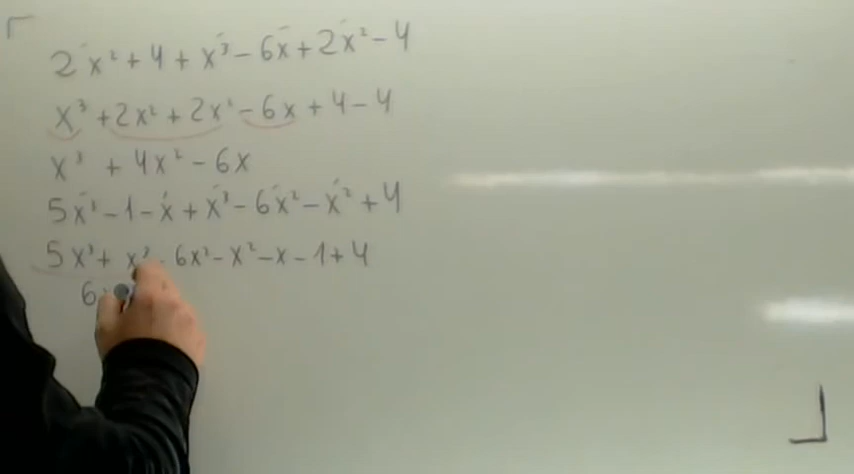 2x² + 4 + x³ - 6x + 2x² - 4
x³ + 2x² + 2x² - 6x + 4 - 4
x³ + 4x² - 6x
5x³ - 1 - x + x³ - 6x² - x² + 4
5x³ + x³ - 6x² - x² - x - 1 + 4
6